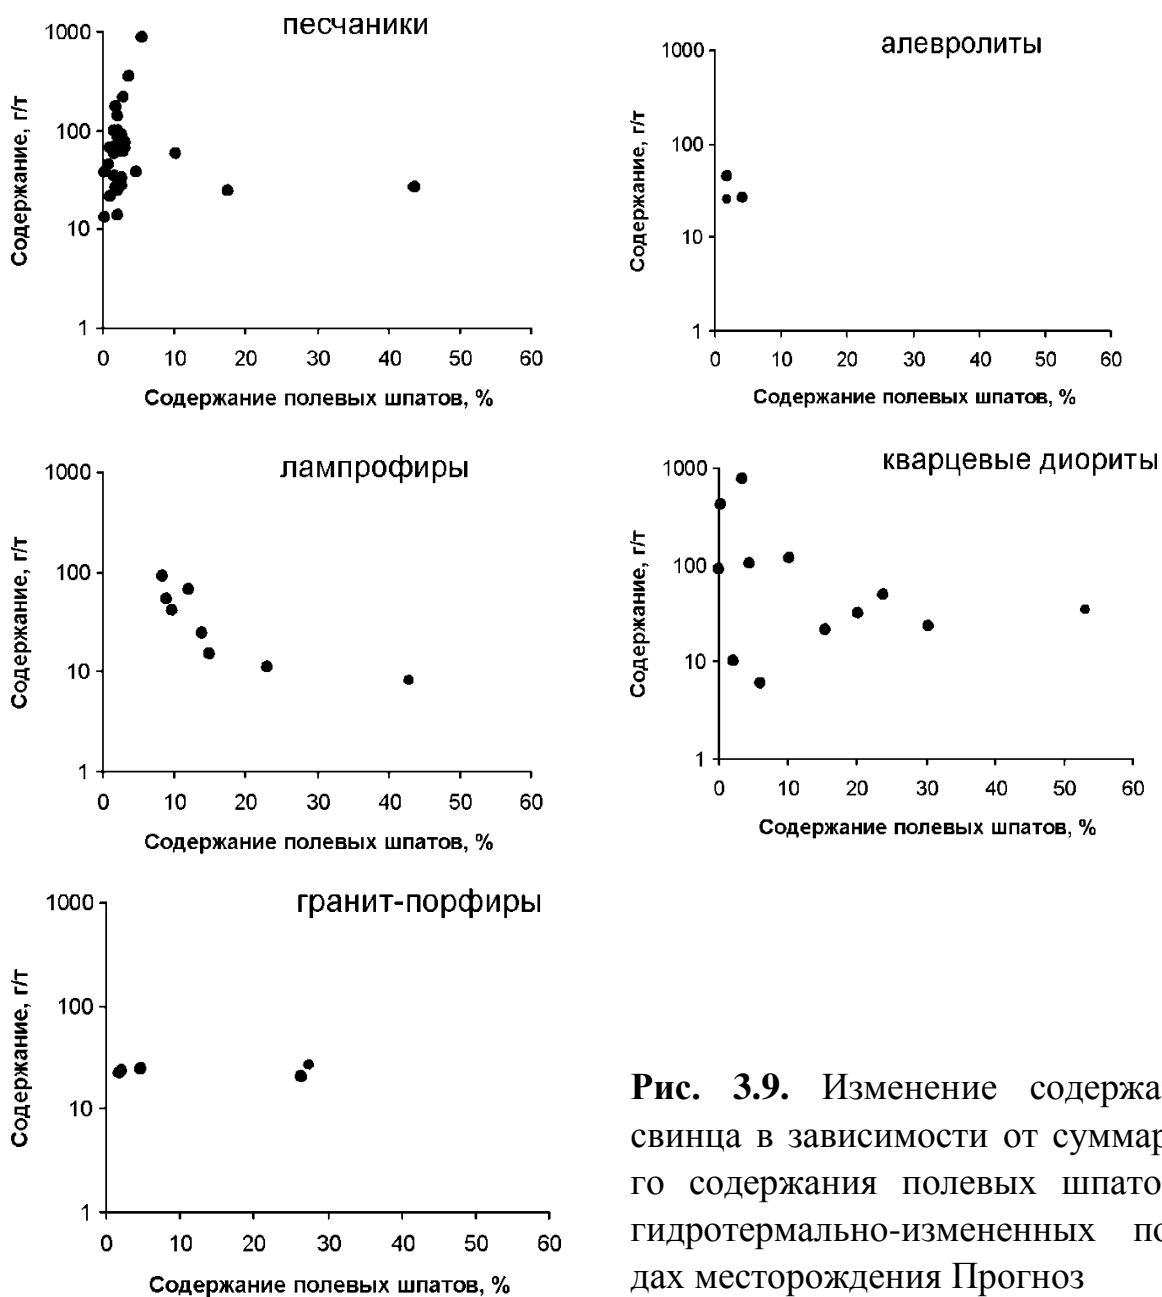 песчаники
1000
100
10
1
Содержание, г/т
0 10 20 30 40 50 60
Содержание полевых шпатов, %
алевролиты
1000
100
10
1
Содержание, г/т
0 10 20 30 40 50 60
Содержание полевых шпатов, %
лампрофиры
1000
100
10
1
Содержание, г/т
0 10 20 30 40 50 60
Содержание полевых шпатов, %
кварцевые диориты
1000
100
10
1
Содержание, г/т
0 10 20 30 40 50 60
Содержание полевых шпатов, %
гранит-порфиры
1000
100
10
1
Содержание, г/т
0 10 20 30 40 50 60
Содержание полевых шпатов, %
Рис. 3.9. Изменение содержа
свинца в зависимости от суммар
го содержания полевых шпато
гидротермально-измененных по
дах месторождения Прогноз